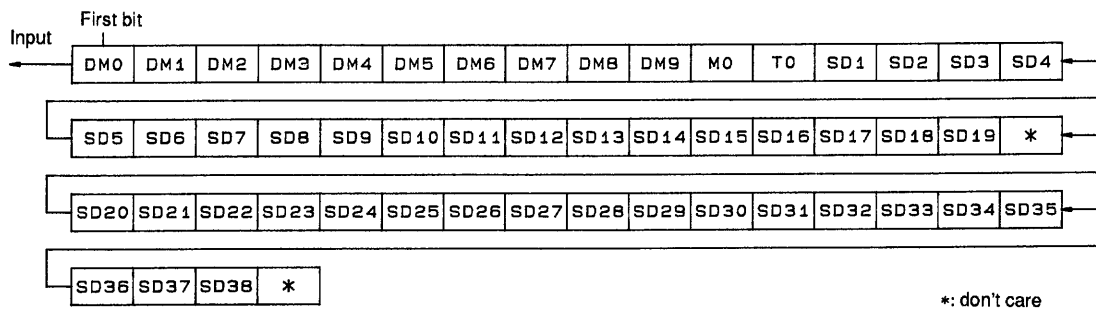 First bit
Input
DM0 DM1 DM2 DM3 DM4 DM5 DM6 DM7 DM8 DM9 M0 T0 SD1 SD2 SD3 SD4
SD5 SD6 SD7 SD8 SD9 SD10 SD11 SD12 SD13 SD14 SD15 SD16 SD17 SD18 SD19 *
SD20 SD21 SD22 SD23 SD24 SD25 SD26 SD27 SD28 SD29 SD30 SD31 SD32 SD33 SD34 SD35
SD36 SD37 SD38 *
*: don't care